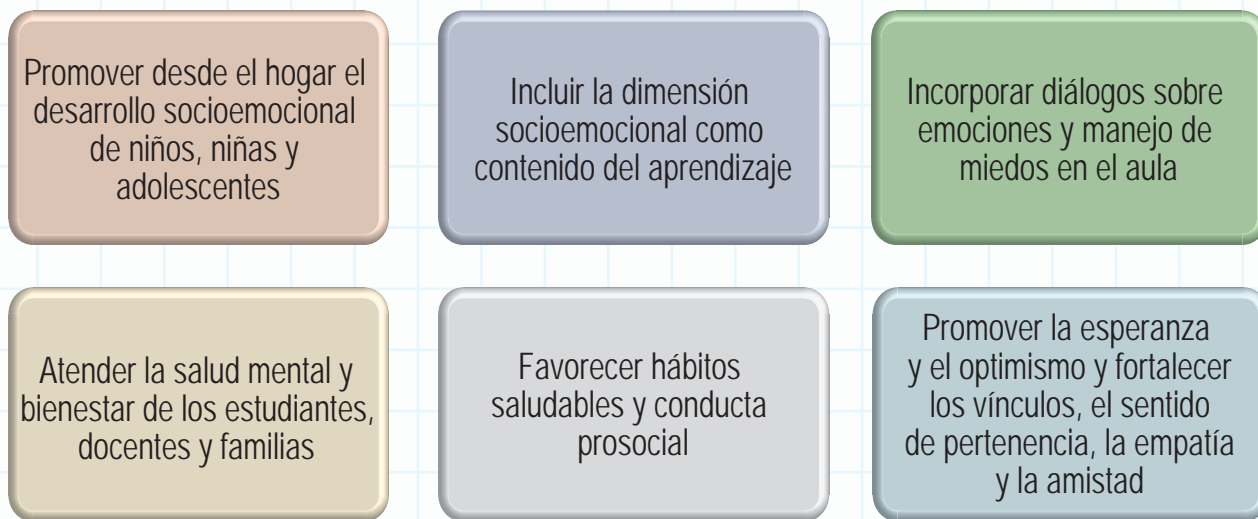 Promover desde el hogar el
desarrollo socioemocional
de niños, niñas y
adolescentes
Incluir la dimensión
socioemocional como
contenido del aprendizaje
Incorporar diálogos sobre
emociones y manejo de
miedos en el aula
Atender la salud mental y
bienestar de los estudiantes,
docentes y familias
Favorecer hábitos
saludables y conducta
prosocial
Promover la esperanza
y el optimismo y fortalecer
los vínculos, el sentido
de pertenencia, la empatía
y la amistad